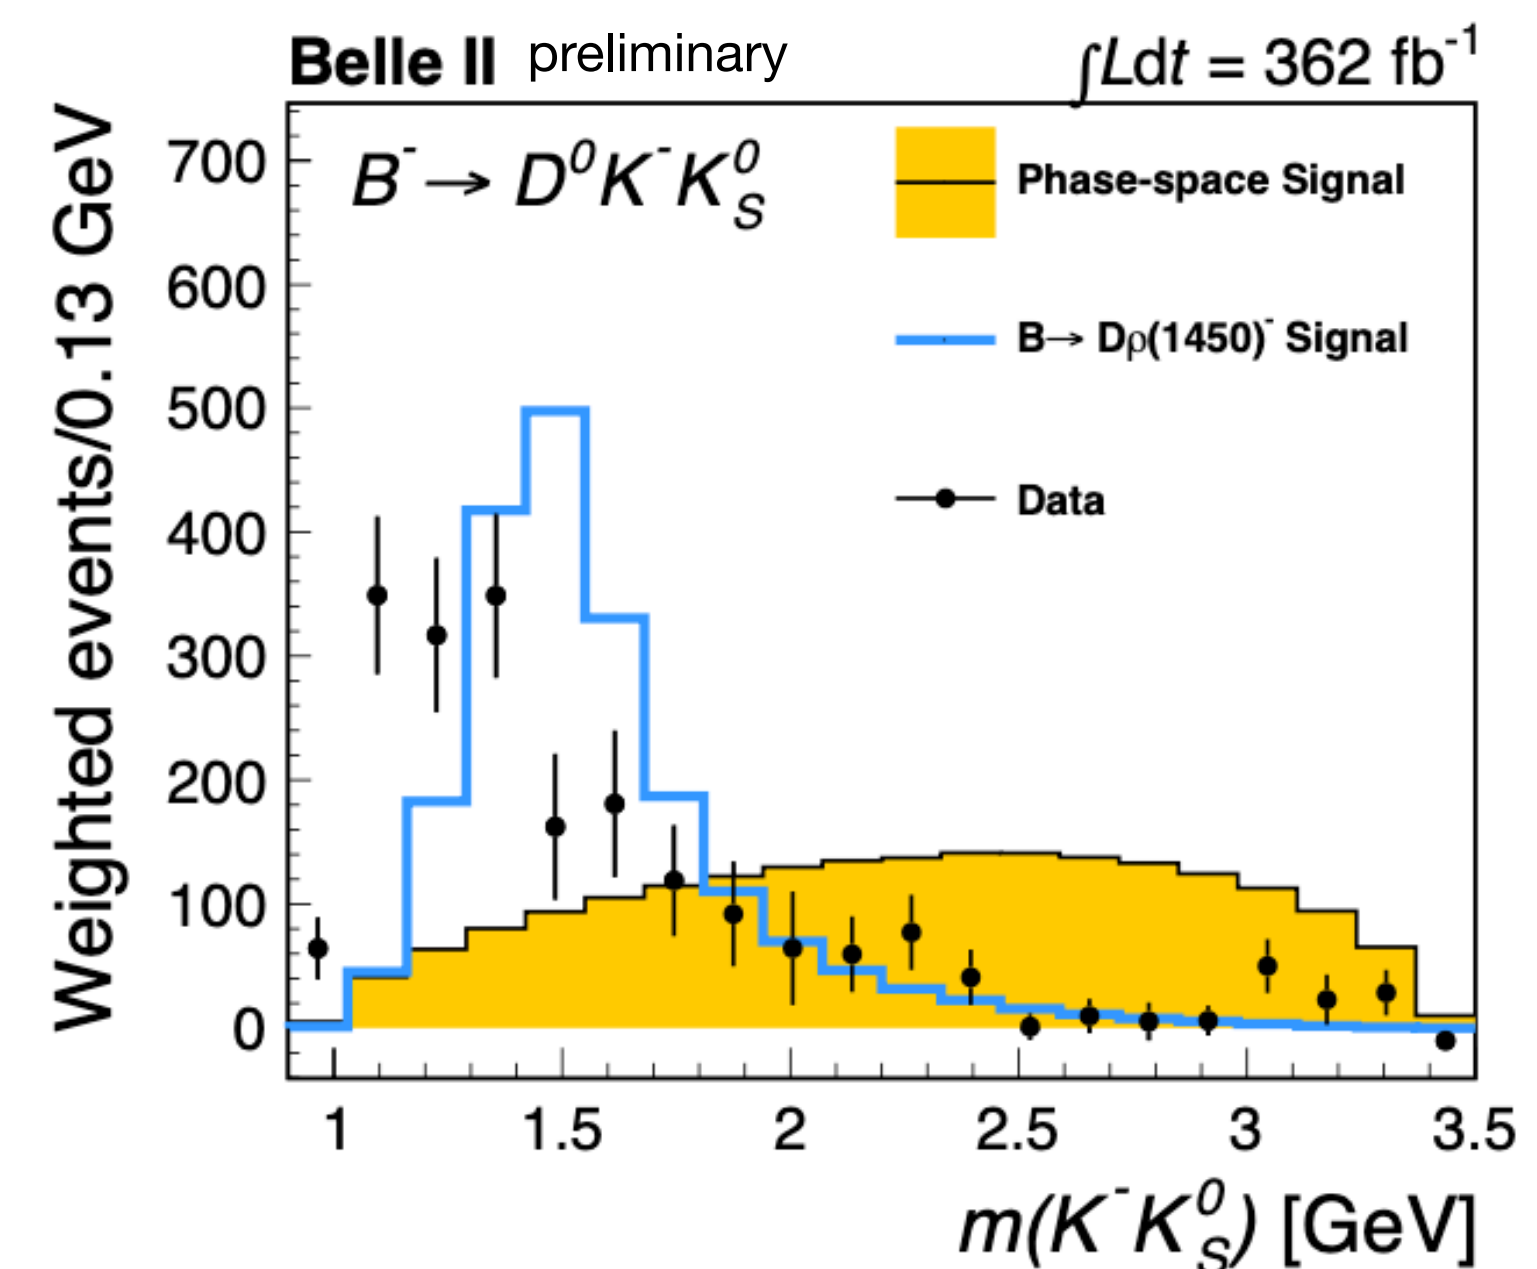 Belle II preliminary ∫Ldt = 362 fb⁻¹
B⁻ → D⁰K⁻K⁰_S
Phase-space Signal
B→ Dρ(1450)⁻ Signal
Data
Weighted events/0.13 GeV
700
600
500
400
300
200
100
0
1 1.5 2 2.5 3 3.5
m(K⁻K⁰_S) [GeV]